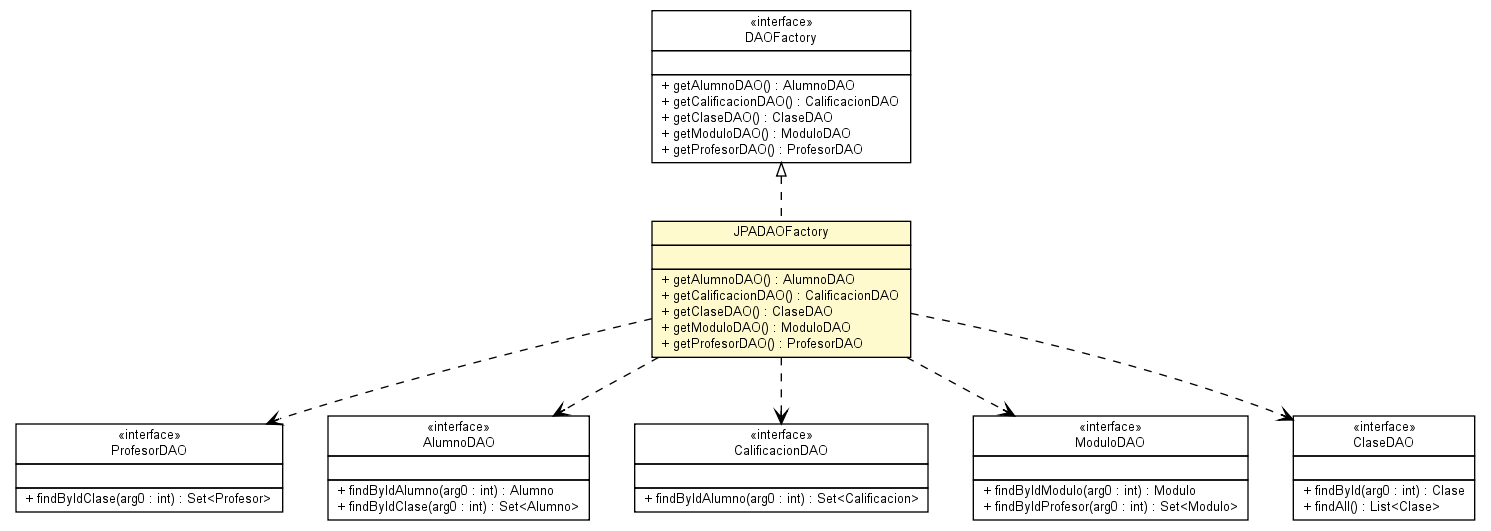 «interface»
DAOFactory
+ getAlumnoDAO() : AlumnoDAO
+ getCalificacionDAO() : CalificacionDAO
+ getClaseDAO() : ClaseDAO
+ getModuloDAO() : ModuloDAO
+ getProfesorDAO() : ProfesorDAO
JPADAOFactory
+ getAlumnoDAO() : AlumnoDAO
+ getCalificacionDAO() : CalificacionDAO
+ getClaseDAO() : ClaseDAO
+ getModuloDAO() : ModuloDAO
+ getProfesorDAO() : ProfesorDAO
«interface»
ProfesorDAO
+ findByIdClase(arg0 : int) : Set<Profesor>
«interface»
AlumnoDAO
+ findByIdAlumno(arg0 : int) : Alumno
+ findByIdClase(arg0 : int) : Set<Alumno>
«interface»
CalificacionDAO
+ findByIdAlumno(arg0 : int) : Set<Calificacion>
«interface»
ModuloDAO
+ findByIdModulo(arg0 : int) : Modulo
+ findByIdProfesor(arg0 : int) : Set<Modulo>
«interface»
ClaseDAO
+ findById(arg0 : int) : Clase
+ findAll() : List<Clase>